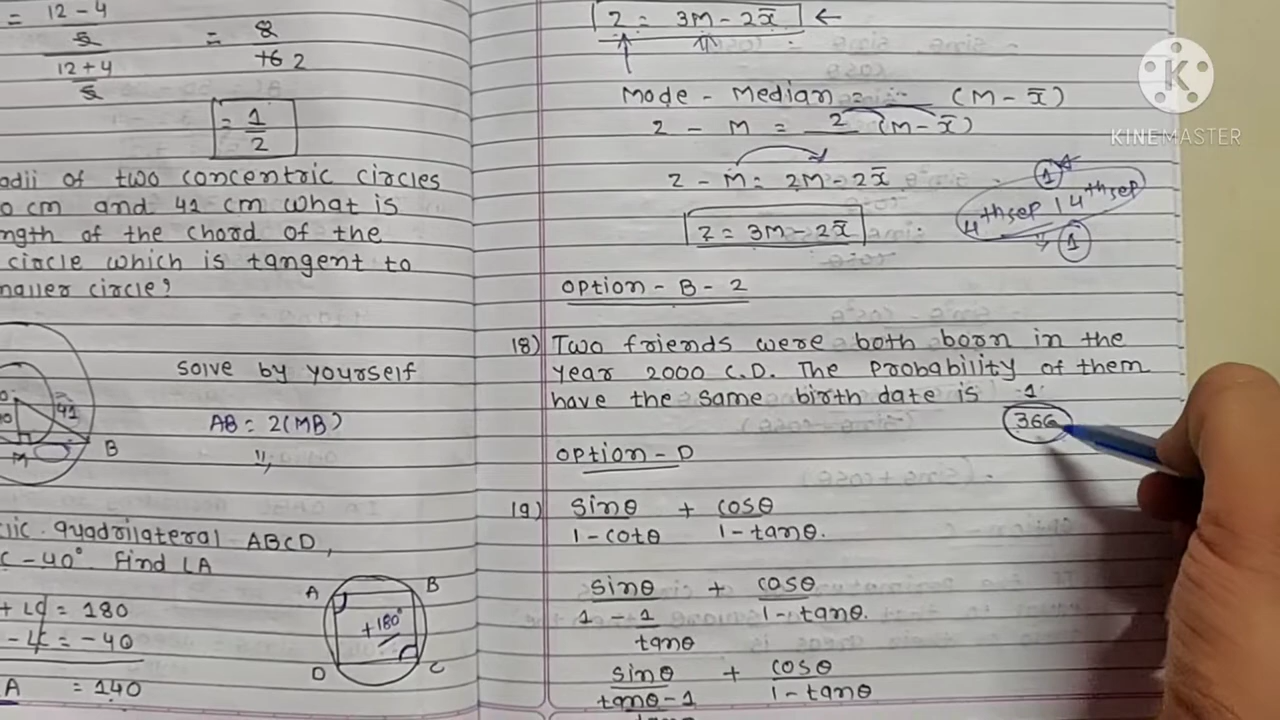 = 12 - 4
5
12 + 4
5
= 8
+6 2
= 1
2
adii of two concentric circles
0 cm and 41 cm what is
ngth of the chord of the
circle which is tangent to
maller circle?
41
M
B
solve by yourself
AB = 2(MB)
clic quadrilateral ABCD,
C - 40° Find ∠A
+ ∠C = 180
- ∠C = - 40
A = 140
A B
+180°
D C
Z = 3M - 2x̄ ←
Mode - Median = (M - x̄)
Z - M = 2 (M - x̄)
Z - M = 2M - 2x̄
Z = 3M - 2x̄
1
4th sep | 4th sep
1
option - B - 2
18) Two friends were both born in the
year 2000 C.D. The Probability of them
have the same birth date is 1
366
option - D
19) sinθ + cosθ
1 - cotθ 1 - tanθ.
sinθ + cosθ
1 - 1 1 - tanθ.
tanθ
sinθ + cosθ
tanθ - 1 1 - tanθ
K
KINEMASTER